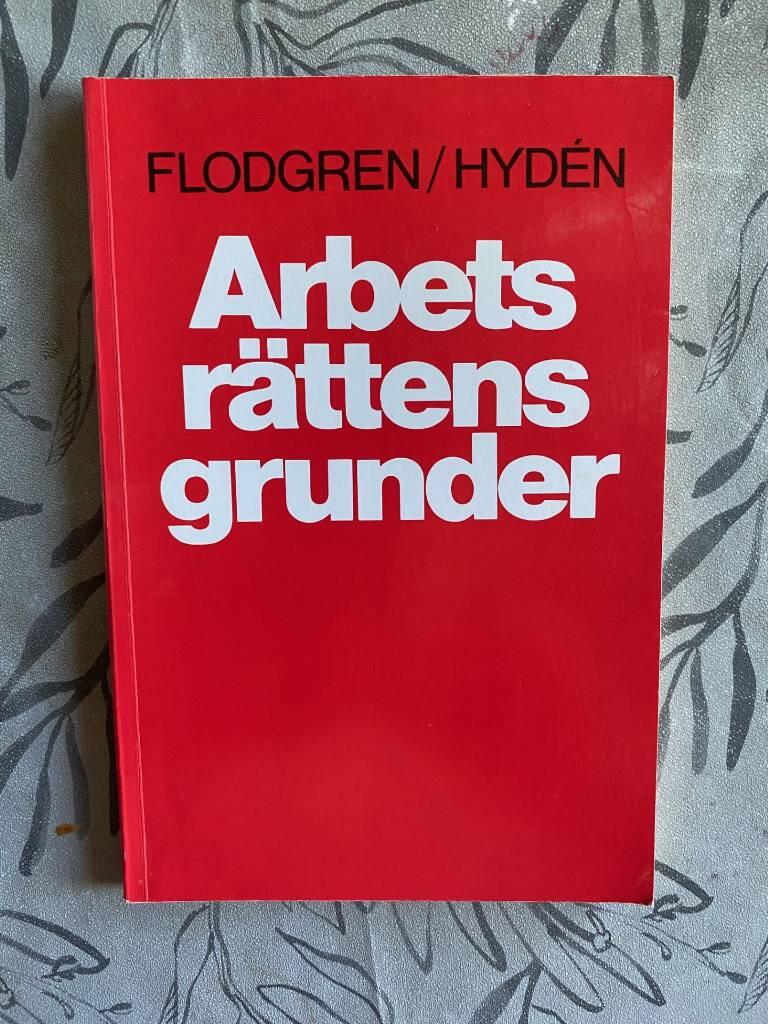 FLODGREN/HYDÉN
Arbets
rättens
grunder